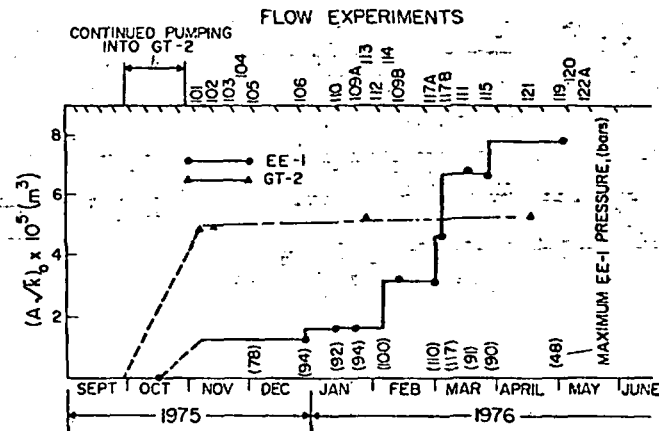 FLOW EXPERIMENTS
CONTINUED PUMPING
INTO GT-2
101
102
103
104
105
106
110
109A
113
112
114
109B
117A
117B
111
115
121
119
120
122A
8
6
4
2
(A√k)₀ x 10⁵ (m³)
EE-1
GT-2
MAXIMUM EE-1 PRESSURE, (bars)
(78)
(94)
(92)
(94)
(100)
(110)
(117)
(91)
(90)
(48)
SEPT
OCT
NOV
DEC
JAN
FEB
MAR
APRIL
MAY
JUNE
1975
1976